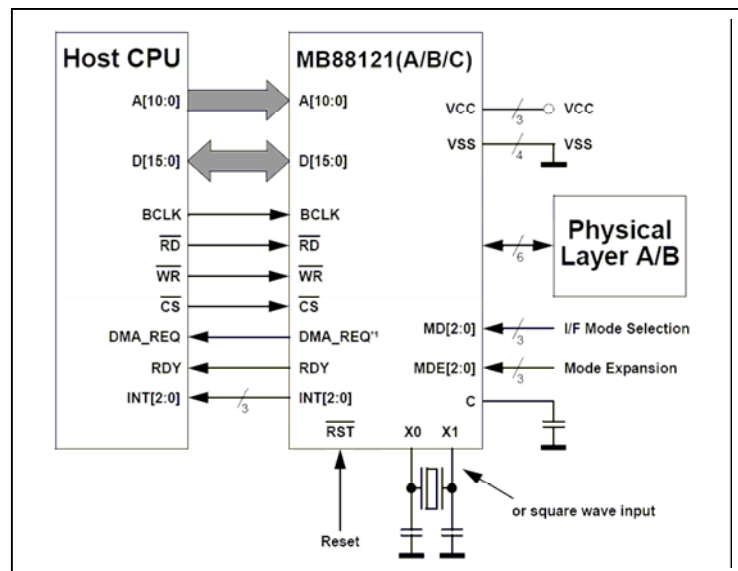 Host CPU
MB88121(A/B/C)
A[10:0]
A[10:0]
VCC
3
VCC
VSS
4
VSS
D[15:0]
D[15:0]
BCLK
BCLK
RD
RD
6
Physical
Layer A/B
WR
WR
CS
CS
DMA_REQ
DMA_REQ*1
MD[2:0]
3
I/F Mode Selection
RDY
RDY
MDE[2:0]
3
Mode Expansion
INT[2:0]
3
INT[2:0]
C
RST
X0
X1
or square wave input
Reset